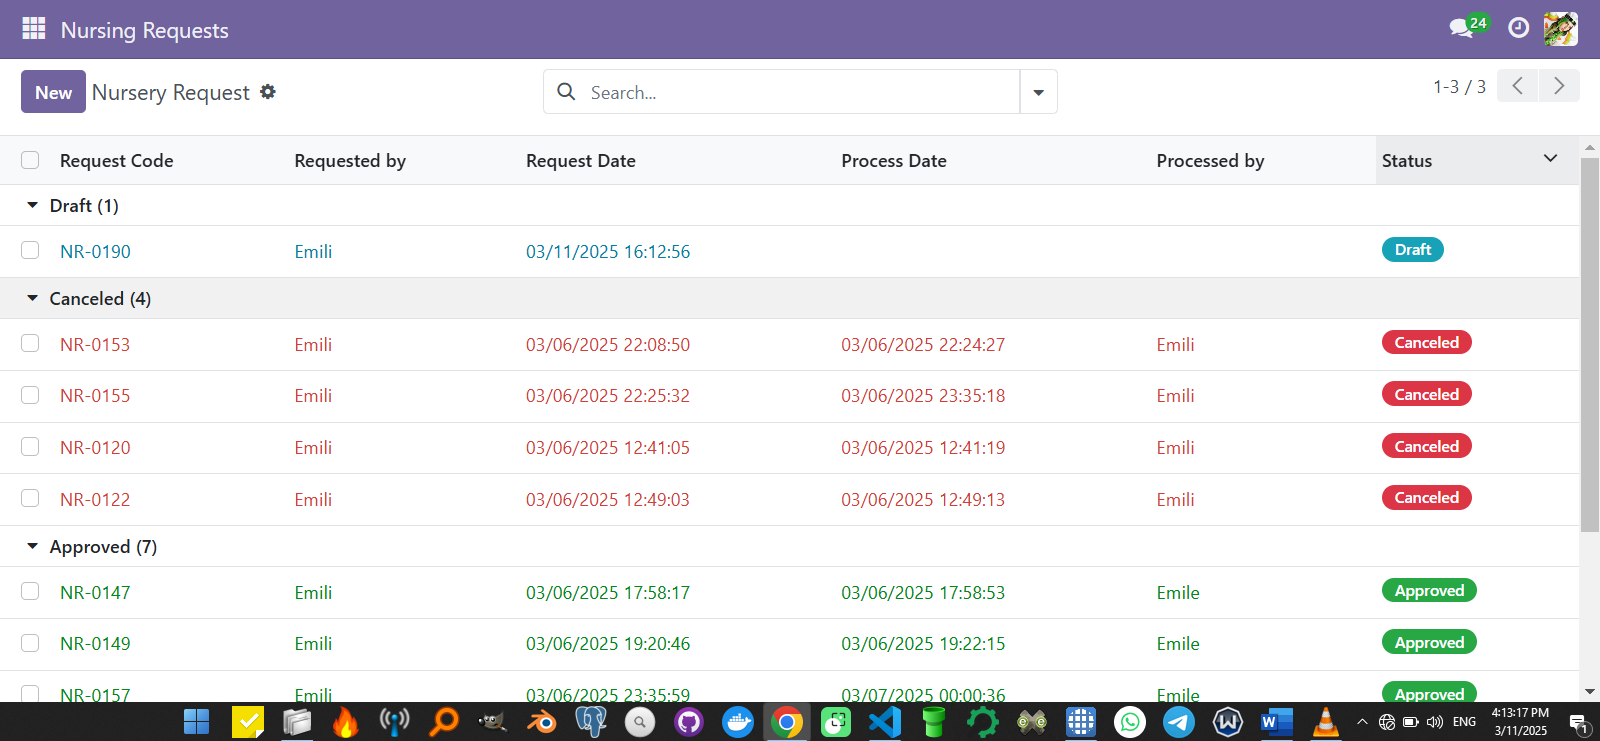 Nursing Requests 24
New Nursery Request Search... 1-3 / 3
Request Code Requested by Request Date Process Date Processed by Status
Draft (1)
NR-0190 Emili 03/11/2025 16:12:56 Draft
Canceled (4)
NR-0153 Emili 03/06/2025 22:08:50 03/06/2025 22:24:27 Emili Canceled
NR-0155 Emili 03/06/2025 22:25:32 03/06/2025 23:35:18 Emili Canceled
NR-0120 Emili 03/06/2025 12:41:05 03/06/2025 12:41:19 Emili Canceled
NR-0122 Emili 03/06/2025 12:49:03 03/06/2025 12:49:13 Emili Canceled
Approved (7)
NR-0147 Emili 03/06/2025 17:58:17 03/06/2025 17:58:53 Emile Approved
NR-0149 Emili 03/06/2025 19:20:46 03/06/2025 19:22:15 Emile Approved
NR-0157 Emili 03/06/2025 23:35:59 03/07/2025 00:00:36 Emile Approved
ENG 4:13:17 PM 1
3/11/2025